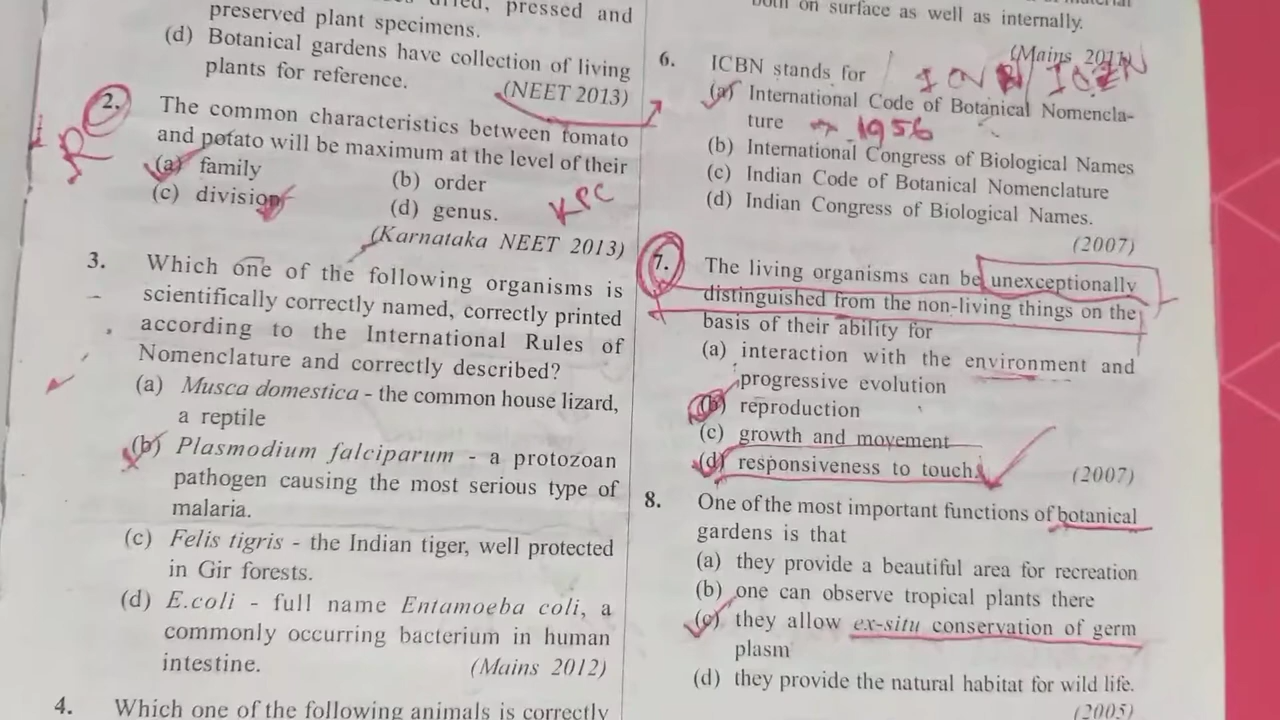 dried, pressed and
preserved plant specimens.
(d) Botanical gardens have collection of living
plants for reference.
(NEET 2013)
2. The common characteristics between tomato
and potato will be maximum at the level of their
(a) family
(b) order
(c) division
(d) genus.
KPC
(Karnataka NEET 2013)
3. Which one of the following organisms is
scientifically correctly named, correctly printed
according to the International Rules of
Nomenclature and correctly described?
(a) Musca domestica - the common house lizard,
a reptile
(b) Plasmodium falciparum - a protozoan
pathogen causing the most serious type of
malaria.
(c) Felis tigris - the Indian tiger, well protected
in Gir forests.
(d) E.coli - full name Entamoeba coli, a
commonly occurring bacterium in human
intestine. (Mains 2012)
4. Which one of the following animals is correctly
both on surface as well as internally.
(Mains 2011)
6. ICBN stands for
ICZN
(a) International Code of Botanical Nomencla-
ture → 1956
(b) International Congress of Biological Names
(c) Indian Code of Botanical Nomenclature
(d) Indian Congress of Biological Names.
(2007)
7. The living organisms can be unexceptionally
distinguished from the non-living things on the
basis of their ability for
(a) interaction with the environment and
progressive evolution
(b) reproduction
(c) growth and movement
(d) responsiveness to touch.
(2007)
8. One of the most important functions of botanical
gardens is that
(a) they provide a beautiful area for recreation
(b) one can observe tropical plants there
(c) they allow ex-situ conservation of germ
plasm
(d) they provide the natural habitat for wild life.
(2005)